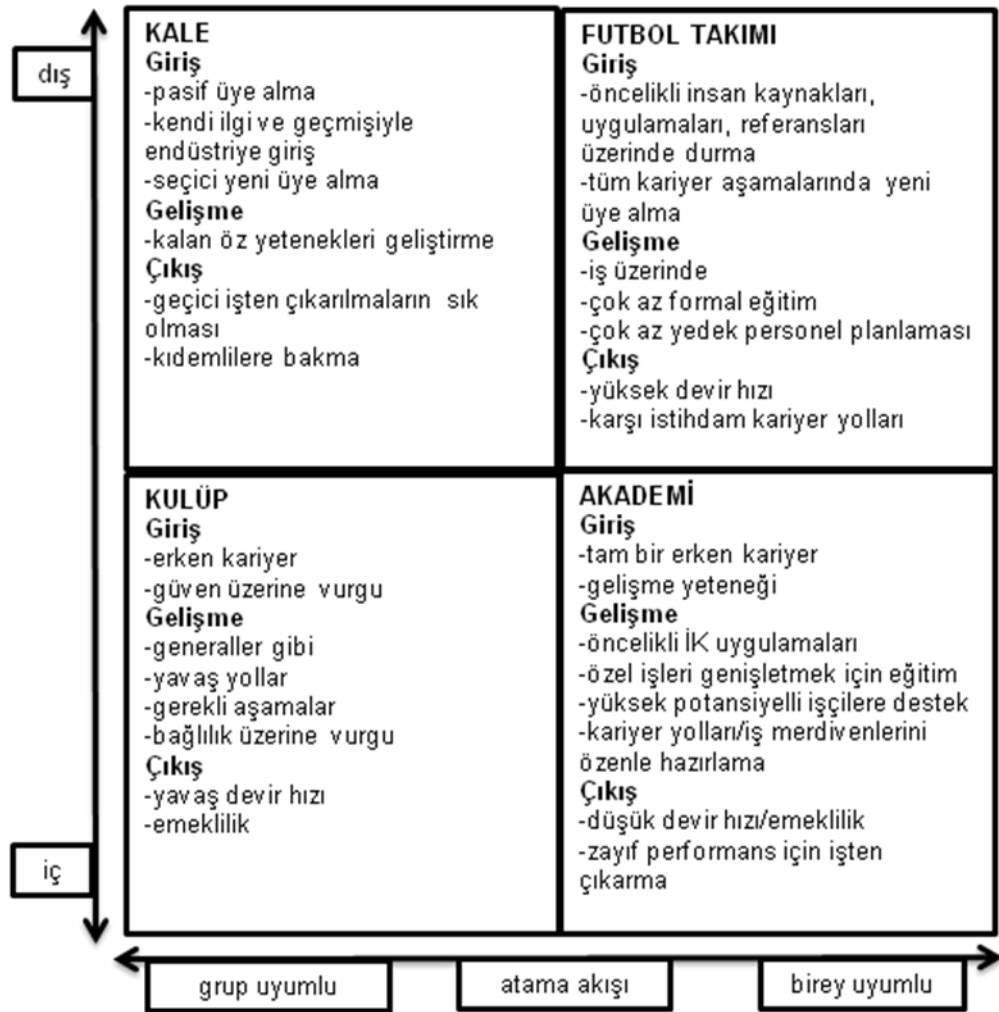 dış
KALE
Giriş
-pasif üye alma
-kendi ilgi ve geçmişiyle
endüstriye giriş
-seçici yeni üye alma
Gelişme
-kalan öz yetenekleri geliştirme
Çıkış
-geçici işten çıkarılmaların sık
olması
-kıdemlilere bakma
FUTBOL TAKIMI
Giriş
-öncelikli insan kaynakları,
uygulamaları, referansları
üzerinde durma
-tüm kariyer aşamalarında yeni
üye alma
Gelişme
-iş üzerinde
-çok az formal eğitim
-çok az yedek personel planlaması
Çıkış
-yüksek devir hızı
-karşı istihdam kariyer yolları
KULÜP
Giriş
-erken kariyer
-güven üzerine vurgu
Gelişme
-generaller gibi
-yavaş yollar
-gerekli aşamalar
-bağlılık üzerine vurgu
Çıkış
-yavaş devir hızı
-emeklilik
AKADEMİ
Giriş
-tam bir erken kariyer
-gelişme yeteneği
Gelişme
-öncelikli İK uygulamaları
-özel işleri genişletmek için eğitim
-yüksek potansiyelli işçilere destek
-kariyer yolları/iş merdivenlerini
özenle hazırlama
Çıkış
-düşük devir hızı/emeklilik
-zayıf performans için işten
çıkarma
iç
grup uyumlu
atama akışı
birey uyumlu